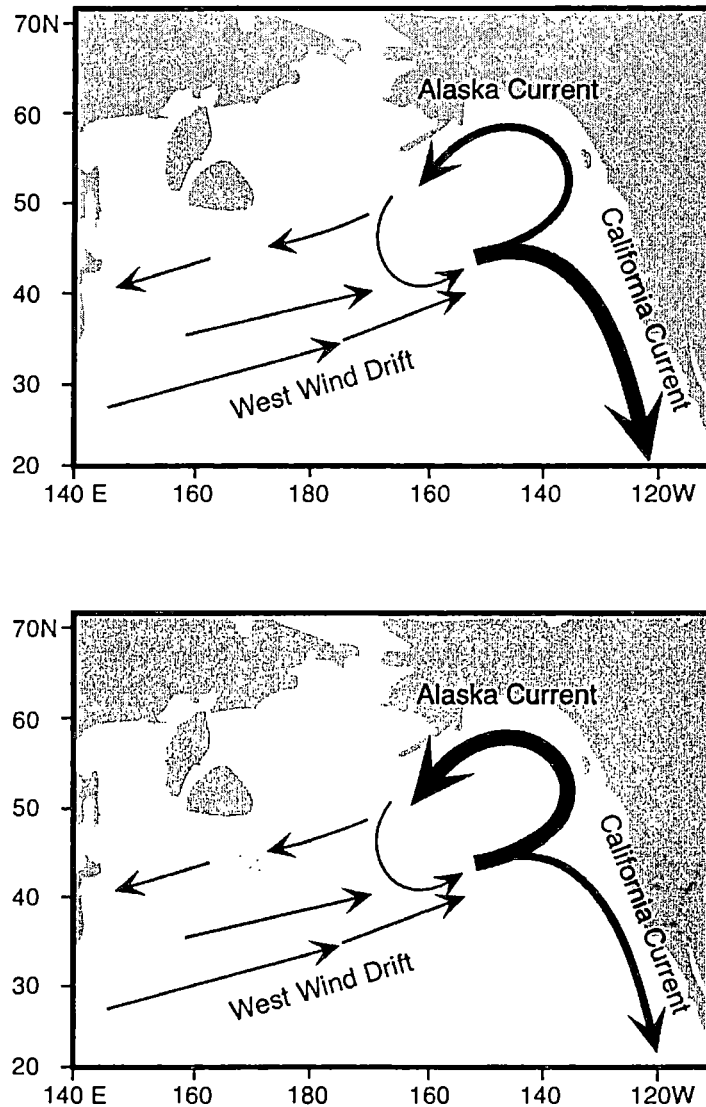 70N
Alaska Current
60
50
California Current
40
30
West Wind Drift
20
140 E 160 180 160 140 120W
70N
Alaska Current
60
50
California Current
40
30
West Wind Drift
20
140 E 160 180 160 140 120W